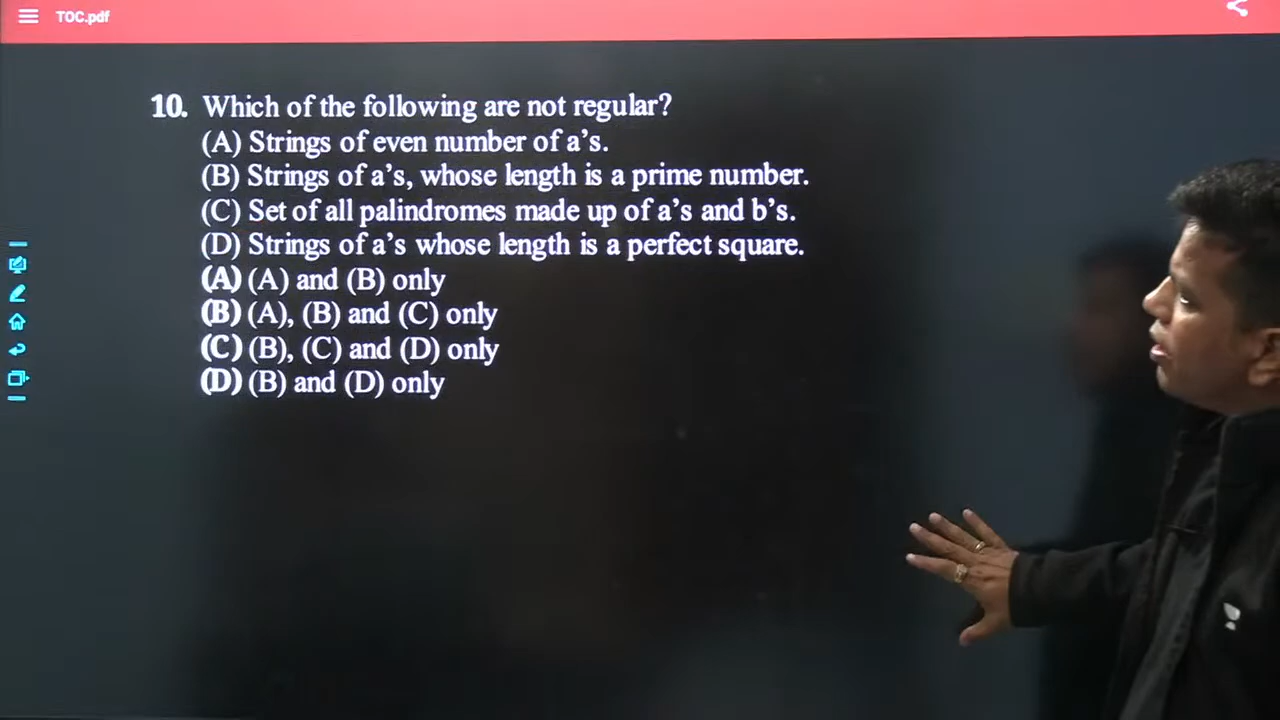 TOC.pdf
10. Which of the following are not regular?
(A) Strings of even number of a's.
(B) Strings of a's, whose length is a prime number.
(C) Set of all palindromes made up of a's and b's.
(D) Strings of a's whose length is a perfect square.
(A) (A) and (B) only
(B) (A), (B) and (C) only
(C) (B), (C) and (D) only
(D) (B) and (D) only